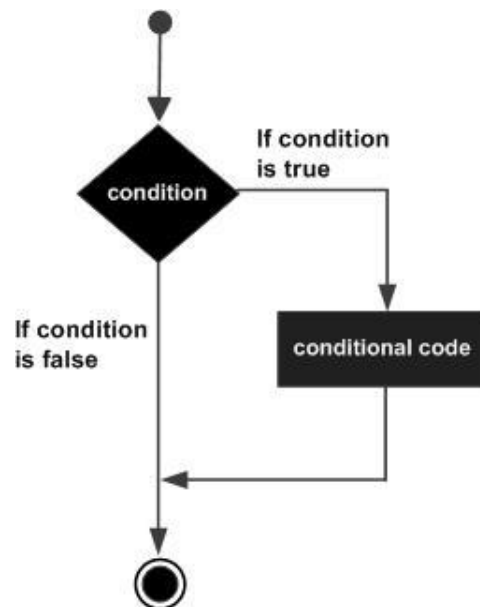 If condition
is true
condition
If condition
is false
conditional code